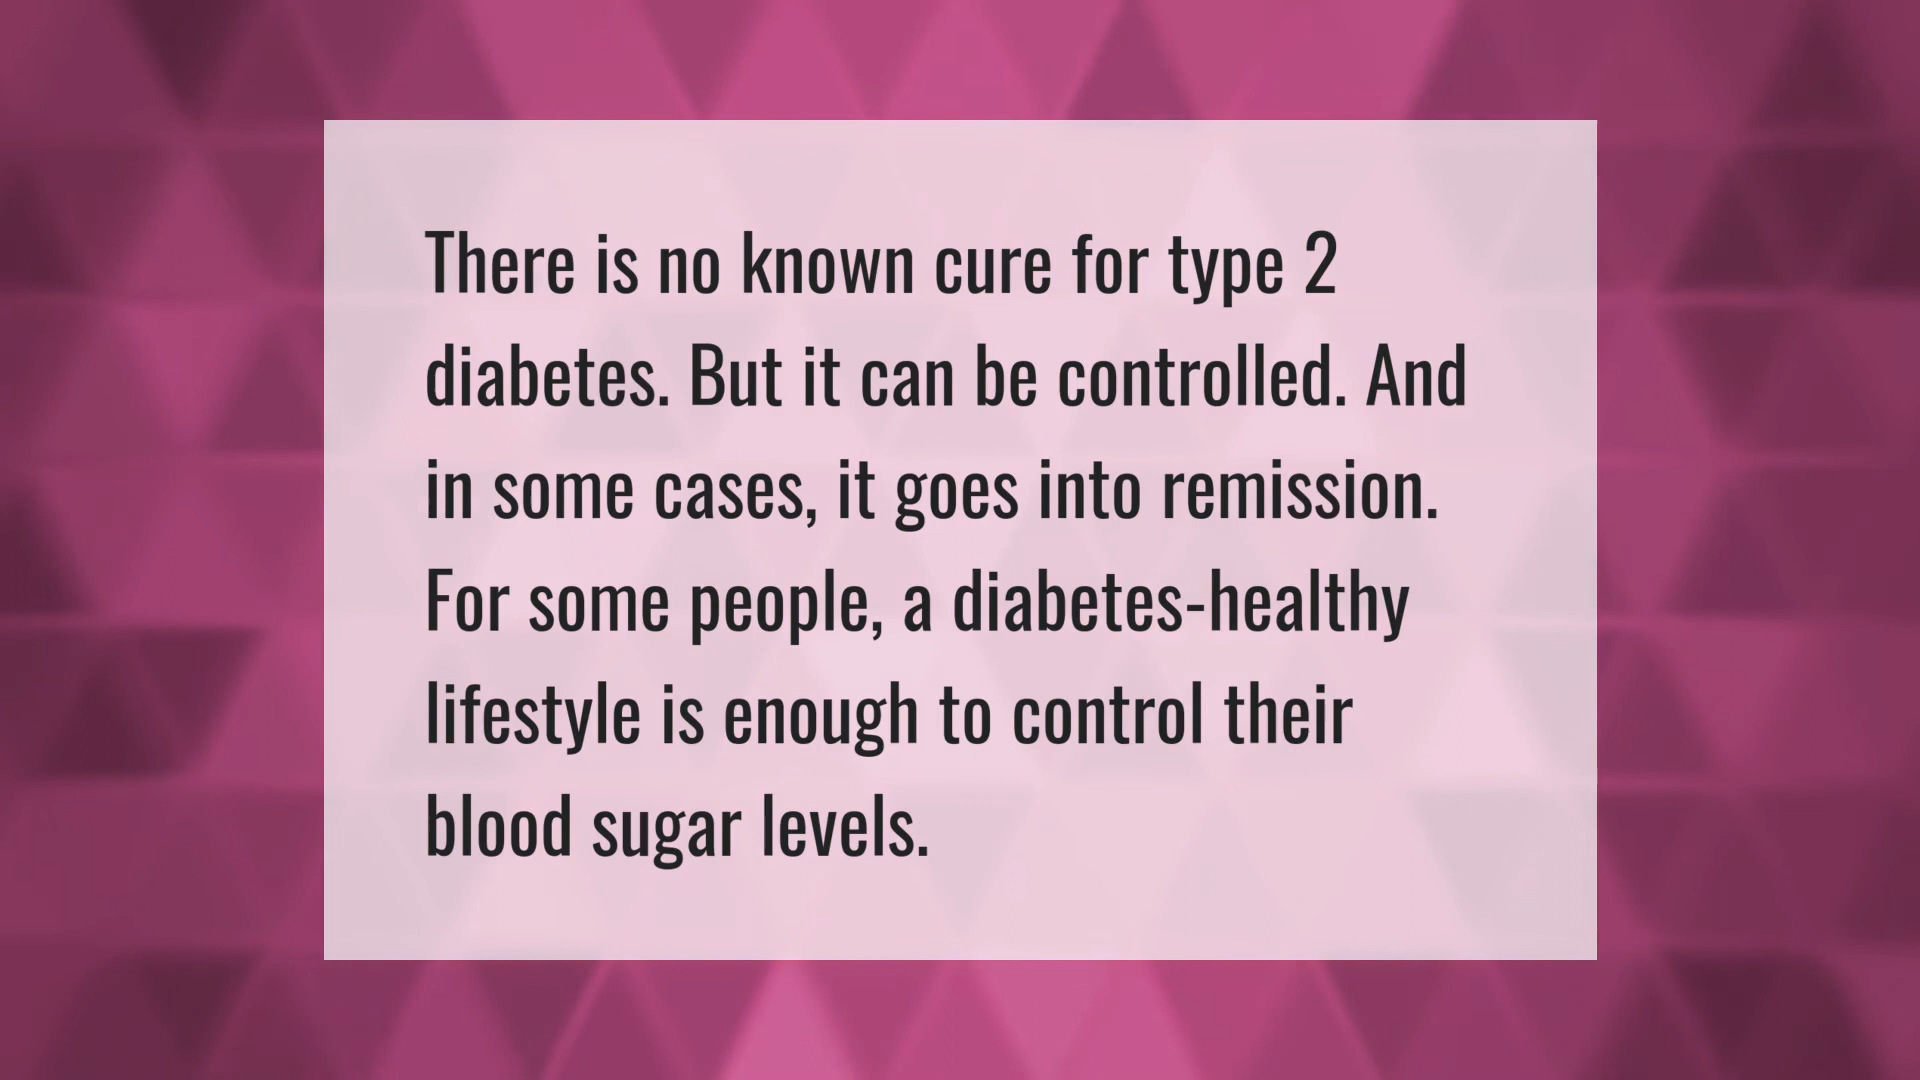 There is no known cure for type 2
diabetes. But it can be controlled. And
in some cases, it goes into remission.
For some people, a diabetes-healthy
lifestyle is enough to control their
blood sugar levels.